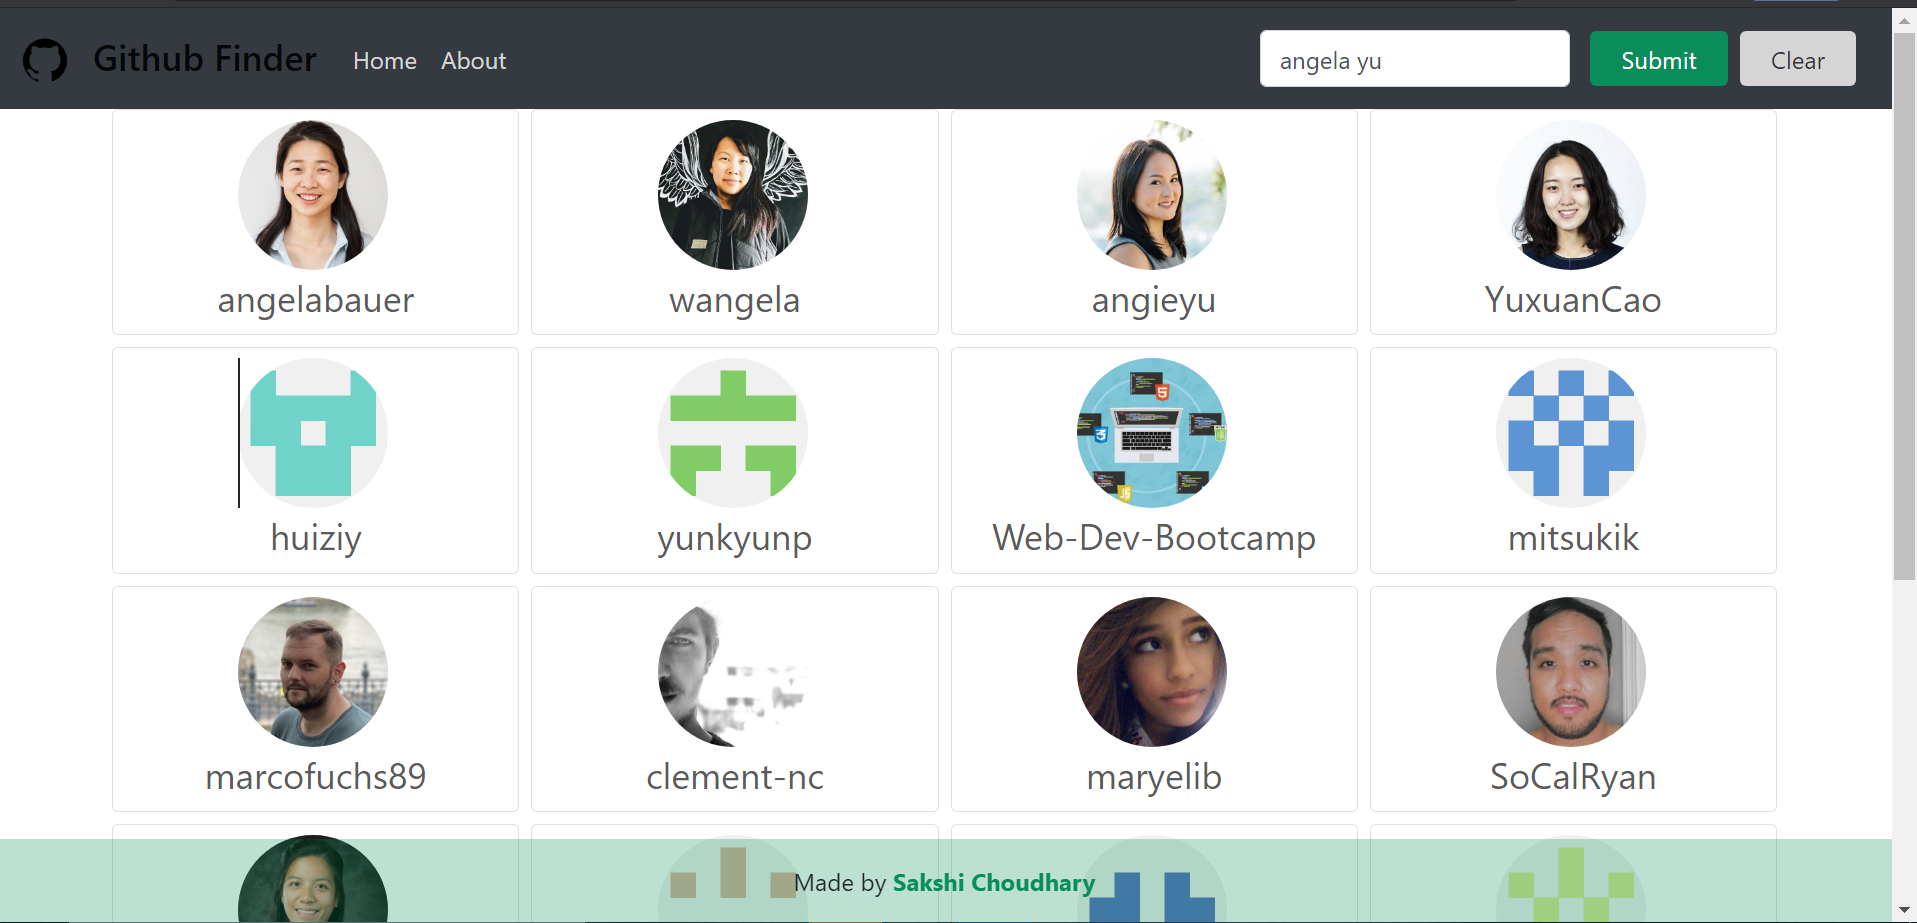 Github Finder Home About angela yu Submit Clear
angelabauer wangela angieyu YuxuanCao
huiziy yunkyunp Web-Dev-Bootcamp mitsukik
marcofuchs89 clement-nc maryelib SoCalRyan
Made by Sakshi Choudhary